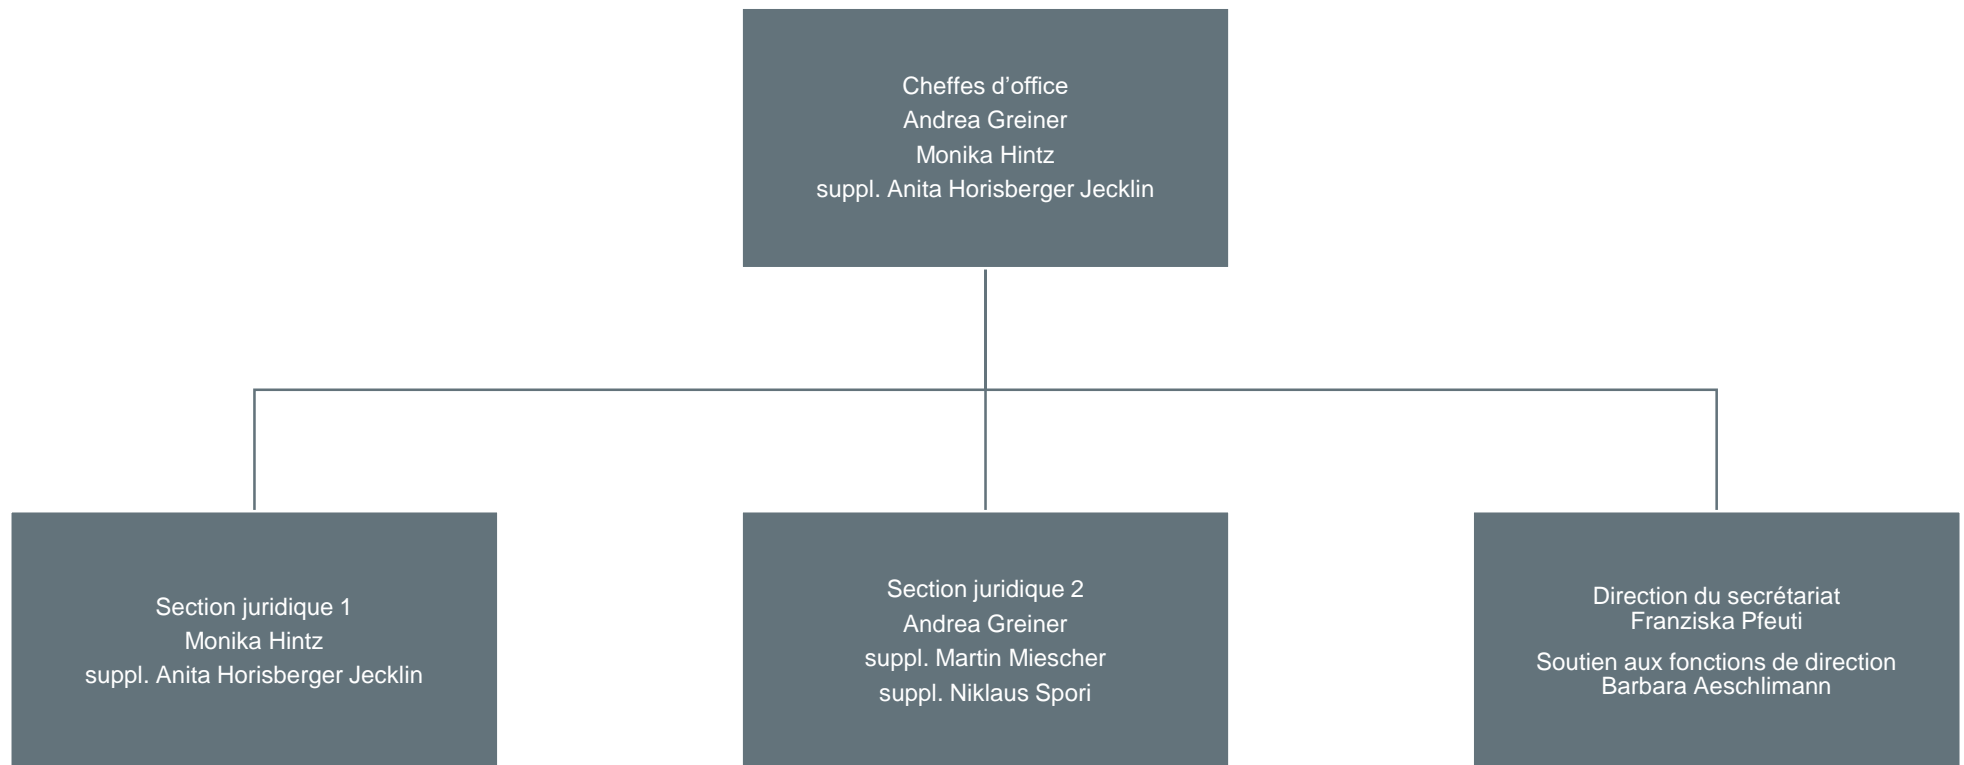 Cheffes d’office
Andrea Greiner
Monika Hintz
suppl. Anita Horisberger Jecklin
Section juridique 1
Monika Hintz
suppl. Anita Horisberger Jecklin
Section juridique 2
Andrea Greiner
suppl. Martin Miescher
suppl. Niklaus Spori
Direction du secrétariat
Franziska Pfeuti
Soutien aux fonctions de direction
Barbara Aeschlimann